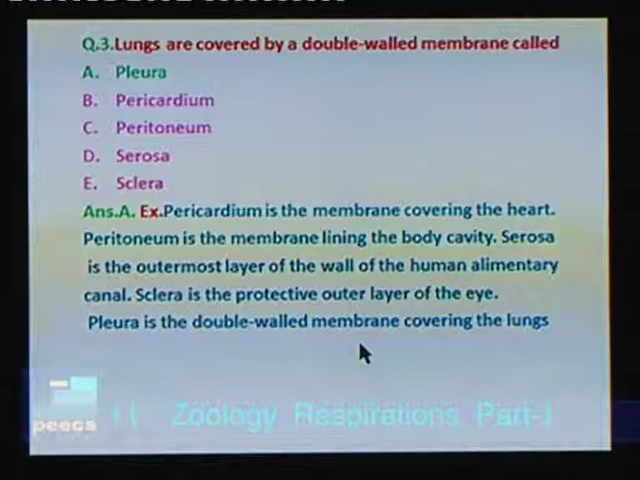 Q.3.Lungs are covered by a double-walled membrane called
A. Pleura
B. Pericardium
C. Peritoneum
D. Serosa
E. Sclera
Ans.A. Ex.Pericardium is the membrane covering the heart.
Peritoneum is the membrane lining the body cavity. Serosa
is the outermost layer of the wall of the human alimentary
canal. Sclera is the protective outer layer of the eye.
Pleura is the double-walled membrane covering the lungs
peecs
11 Zoology Respirations Part-I